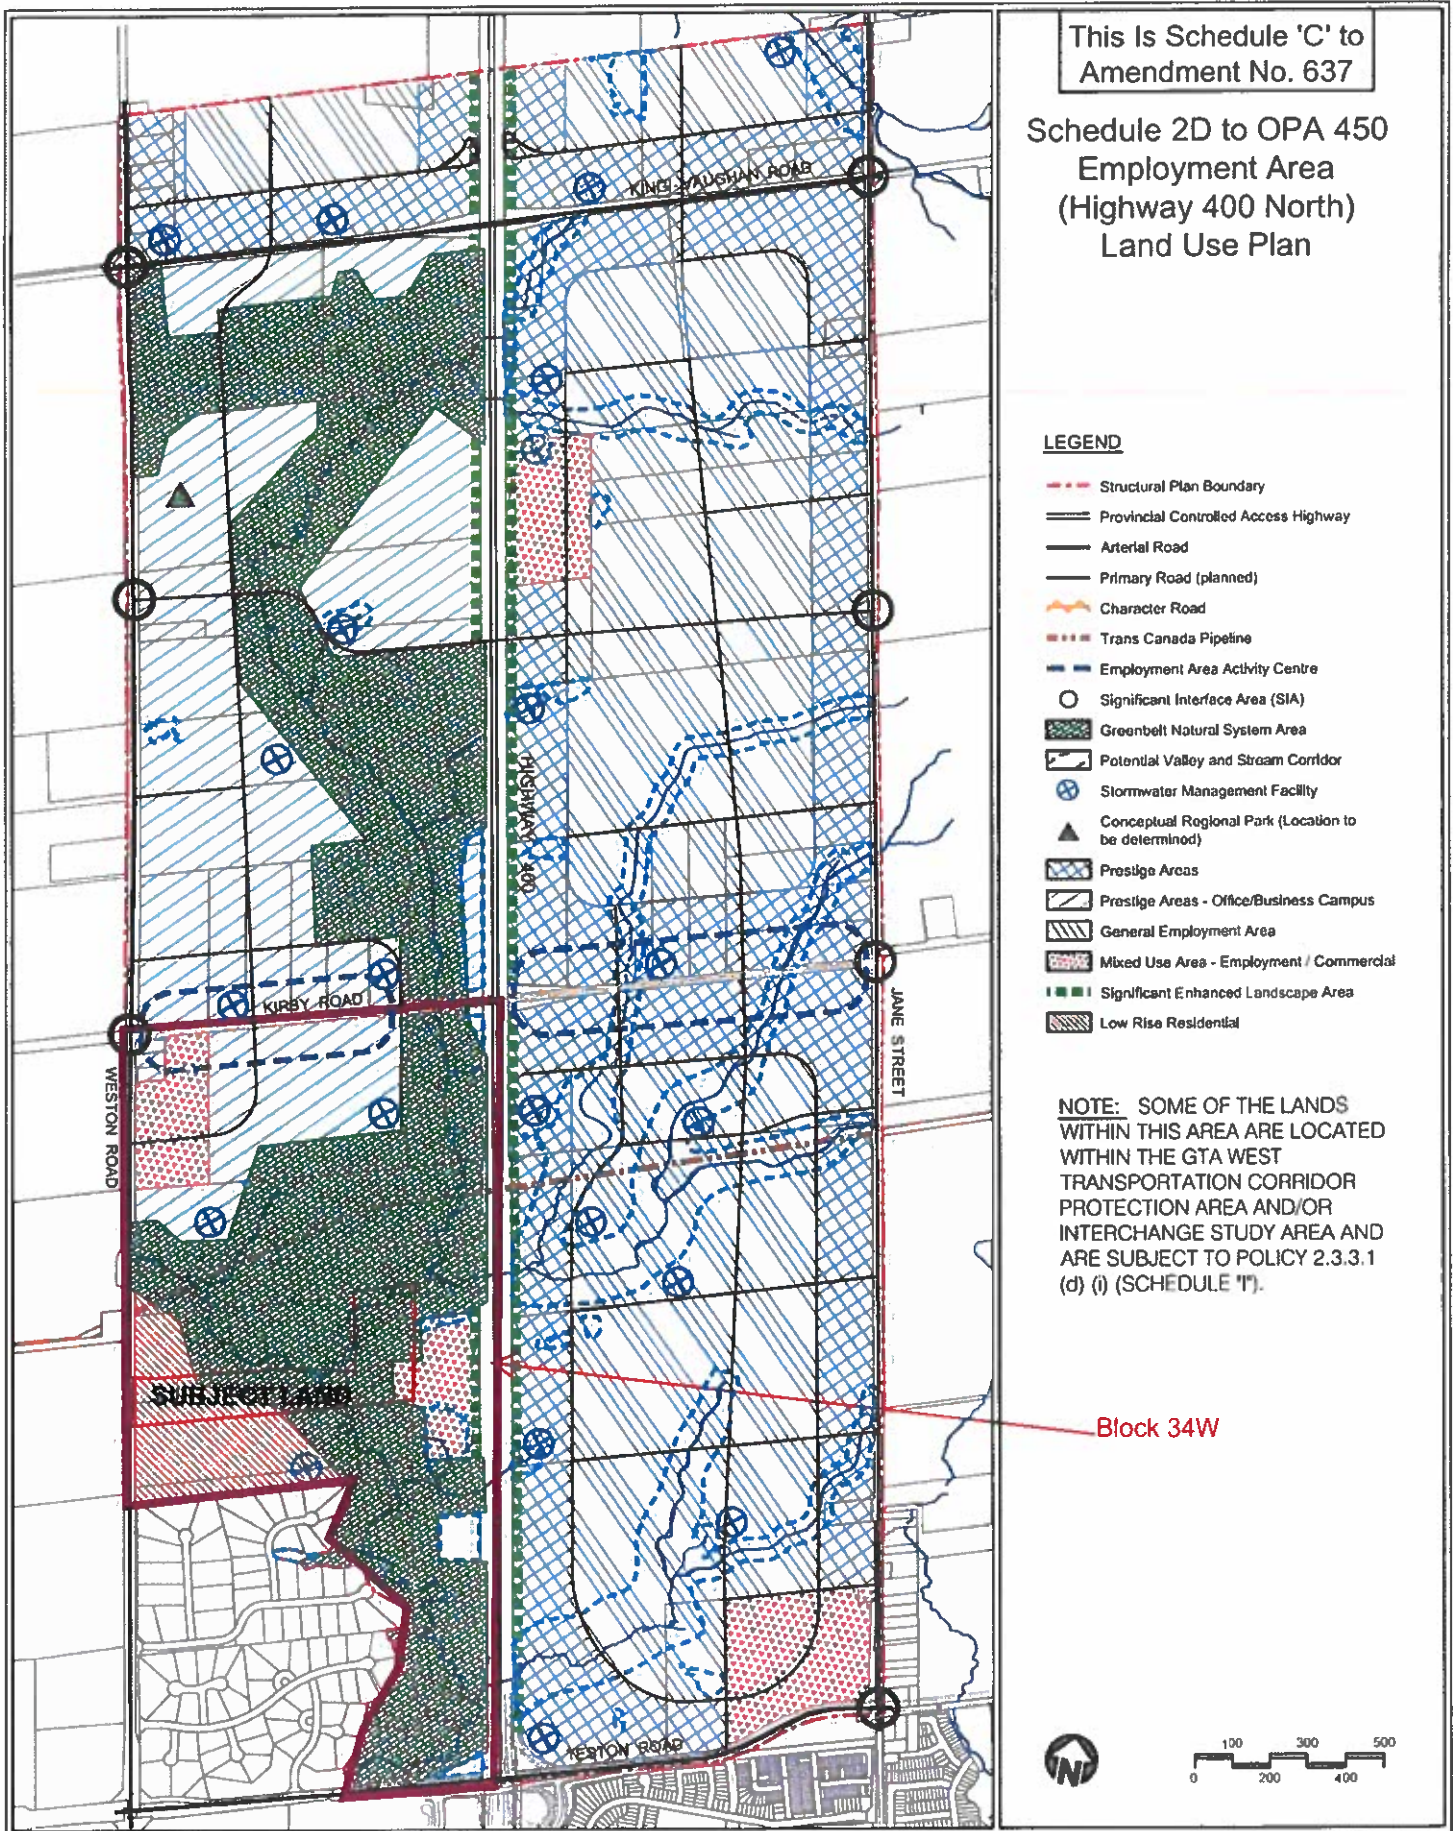 This Is Schedule 'C' to
Amendment No. 637
Schedule 2D to OPA 450
Employment Area
(Highway 400 North)
Land Use Plan
LEGEND
Structural Plan Boundary
Provincial Controlled Access Highway
Arterial Road
Primary Road (planned)
Character Road
Trans Canada Pipeline
Employment Area Activity Centre
Significant Interface Area (SIA)
Greenbelt Natural System Area
Potential Valley and Stream Corridor
Stormwater Management Facility
Conceptual Regional Park (Location to
be determined)
Prestige Areas
Prestige Areas - Office/Business Campus
General Employment Area
Mixed Use Area - Employment / Commercial
Significant Enhanced Landscape Area
Low Rise Residential
NOTE: SOME OF THE LANDS
WITHIN THIS AREA ARE LOCATED
WITHIN THE GTA WEST
TRANSPORTATION CORRIDOR
PROTECTION AREA AND/OR
INTERCHANGE STUDY AREA AND
ARE SUBJECT TO POLICY 2.3.3.1
(d) (i) (SCHEDULE "I").
KING-VAUGHAN ROAD
HIGHWAY 400
KIRBY ROAD
JANE STREET
WESTON ROAD
SUBJECT LAND
Block 34W
TESTON ROAD
N
100 300 500
0 200 400